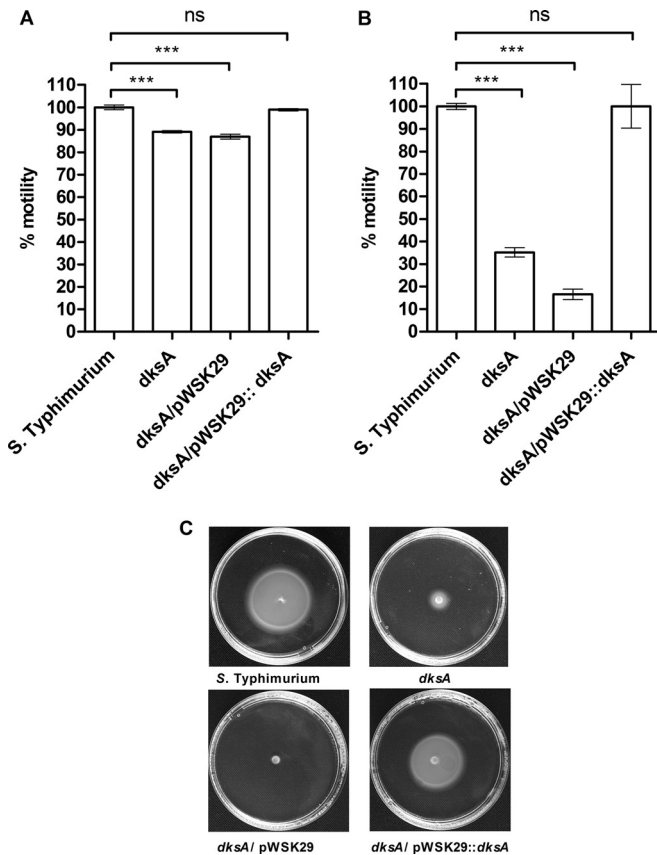 A
ns
***
***
% motility
110
100
90
80
70
60
50
40
30
20
10
0
S. Typhimurium
dksA
dksA/pWSK29
dksA/pWSK29:: dksA
B
ns
***
***
% motility
110
100
90
80
70
60
50
40
30
20
10
0
S. Typhimurium
dksA
dksA/pWSK29
dksA/pWSK29::dksA
C
S. Typhimurium
dksA
dksA/ pWSK29
dksA/ pWSK29::dksA